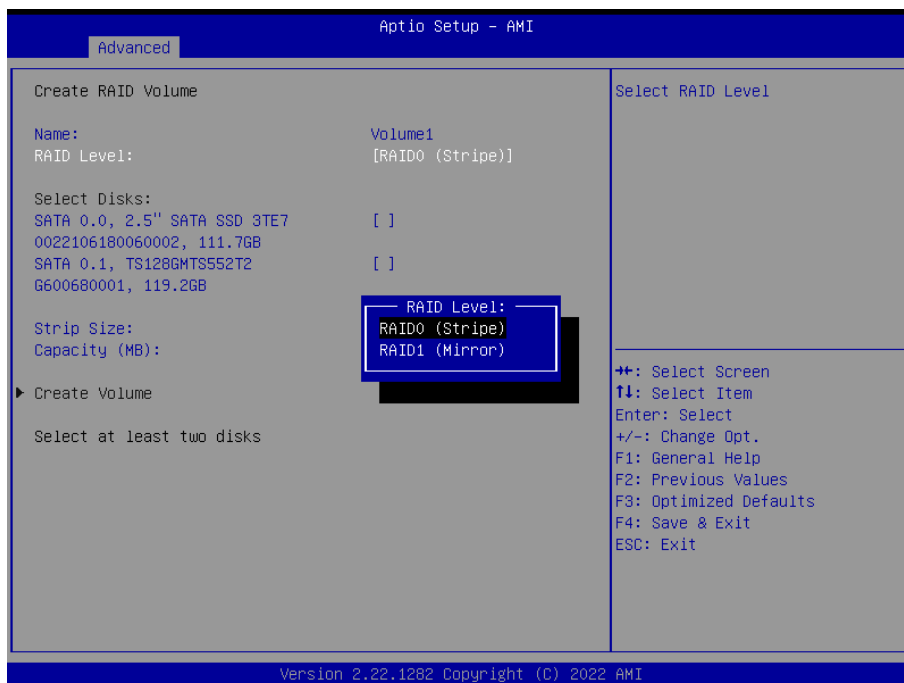 Aptio Setup - AMI
Advanced
Create RAID Volume
Name: Volume1
RAID Level: [RAID0 (Stripe)]
Select Disks:
SATA 0.0, 2.5'' SATA SSD 3TE7 [ ]
0022106180060002, 111.7GB
SATA 0.1, TS128GMTS552T2 [ ]
G600680001, 119.2GB
Strip Size:
Capacity (MB):
Create Volume
Select at least two disks
RAID Level:
RAID0 (Stripe)
RAID1 (Mirror)
Select RAID Level
→←: Select Screen
↑↓: Select Item
Enter: Select
+/-: Change Opt.
F1: General Help
F2: Previous Values
F3: Optimized Defaults
F4: Save & Exit
ESC: Exit
Version 2.22.1282 Copyright (C) 2022 AMI